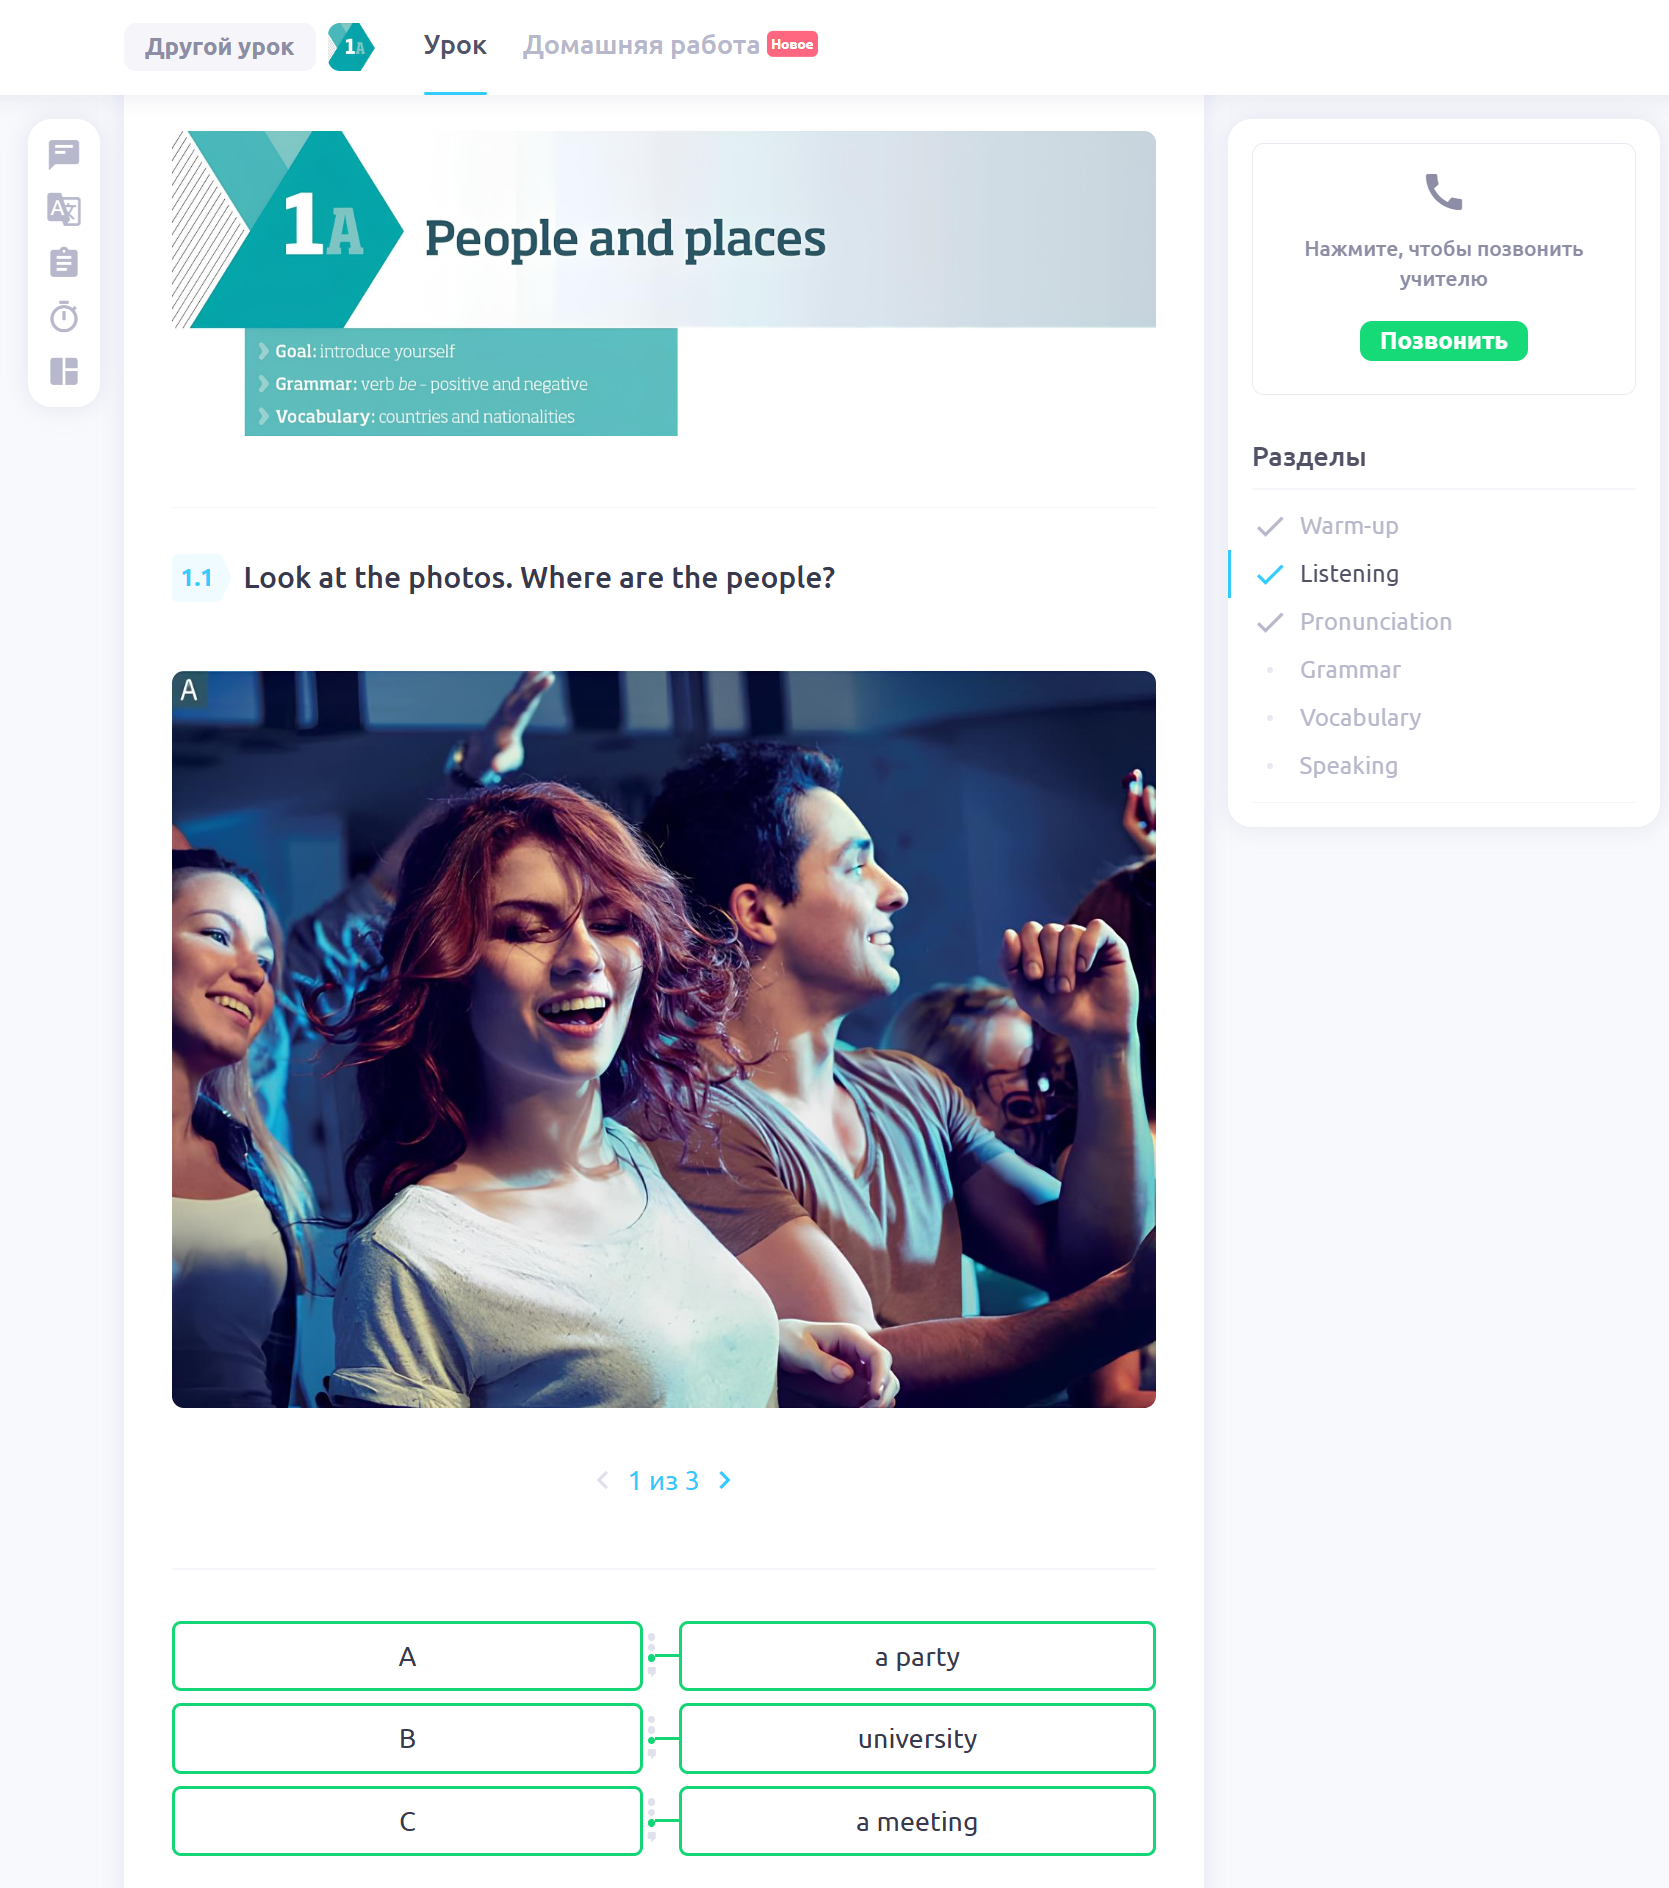 Другой урок
1A
Урок
Домашняя работа
Новое
1A
People and places
Goal: introduce yourself
Grammar: verb be - positive and negative
Vocabulary: countries and nationalities
1.1
Look at the photos. Where are the people?
A
1 из 3
A
a party
B
university
C
a meeting
Нажмите, чтобы позвонить
учителю
Позвонить
Разделы
Warm-up
Listening
Pronunciation
Grammar
Vocabulary
Speaking